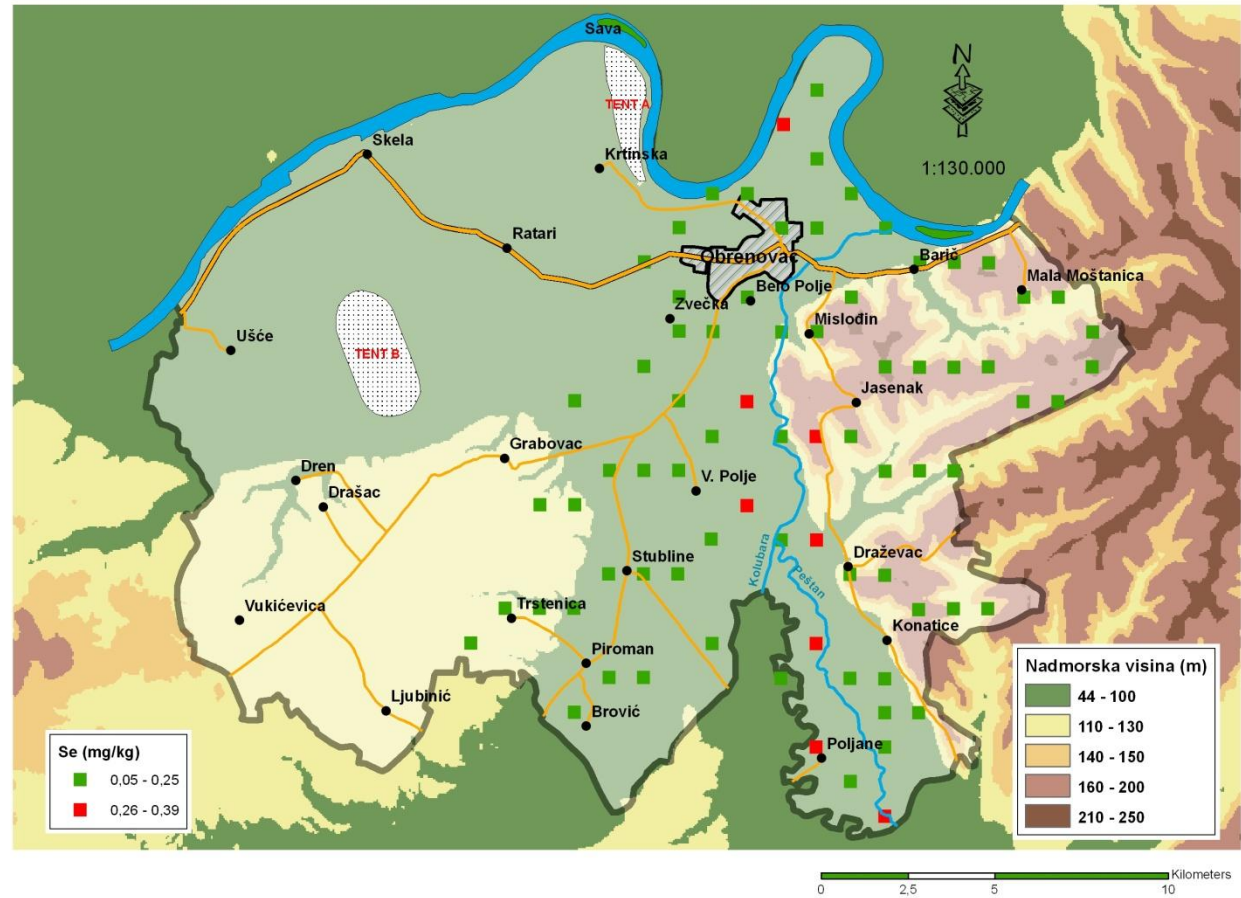 Sava
N
TENT A
Skela
Krtinska
1:130.000
Ratari
Obrenovac
Barič
Mala Moštanica
Belo Polje
Zvečka
Mislođin
Ušće
TENT B
Jasenak
Grabovac
Dren
V. Polje
Drašac
Kolubara
Stubline
Peštan
Draževac
Vukićevica
Trstenica
Konatice
Piroman
Ljubinić
Brović
Poljane
Nadmorska visina (m)
44 - 100
110 - 130
140 - 150
160 - 200
210 - 250
Se (mg/kg)
0,05 - 0,25
0,26 - 0,39
Kilometers
0 2,5 5 10